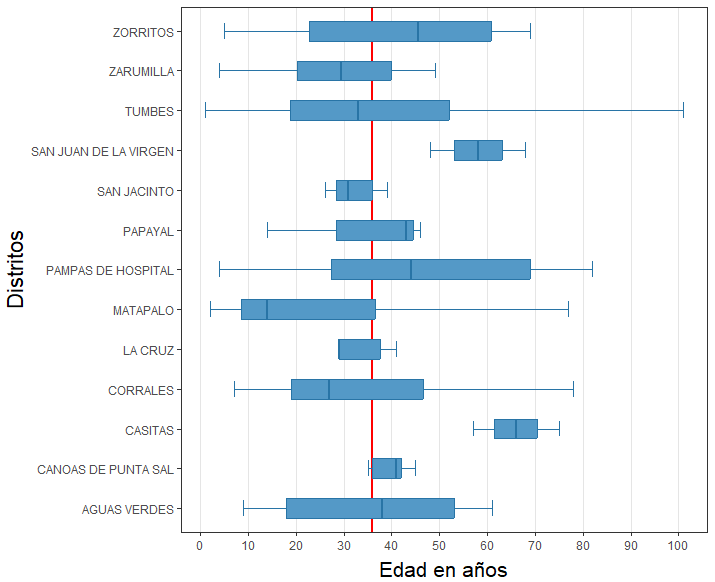 Distritos
ZORRITOS
ZARUMILLA
TUMBES
SAN JUAN DE LA VIRGEN
SAN JACINTO
PAPAYAL
PAMPAS DE HOSPITAL
MATAPALO
LA CRUZ
CORRALES
CASITAS
CANOAS DE PUNTA SAL
AGUAS VERDES
0 10 20 30 40 50 60 70 80 90 100
Edad en años